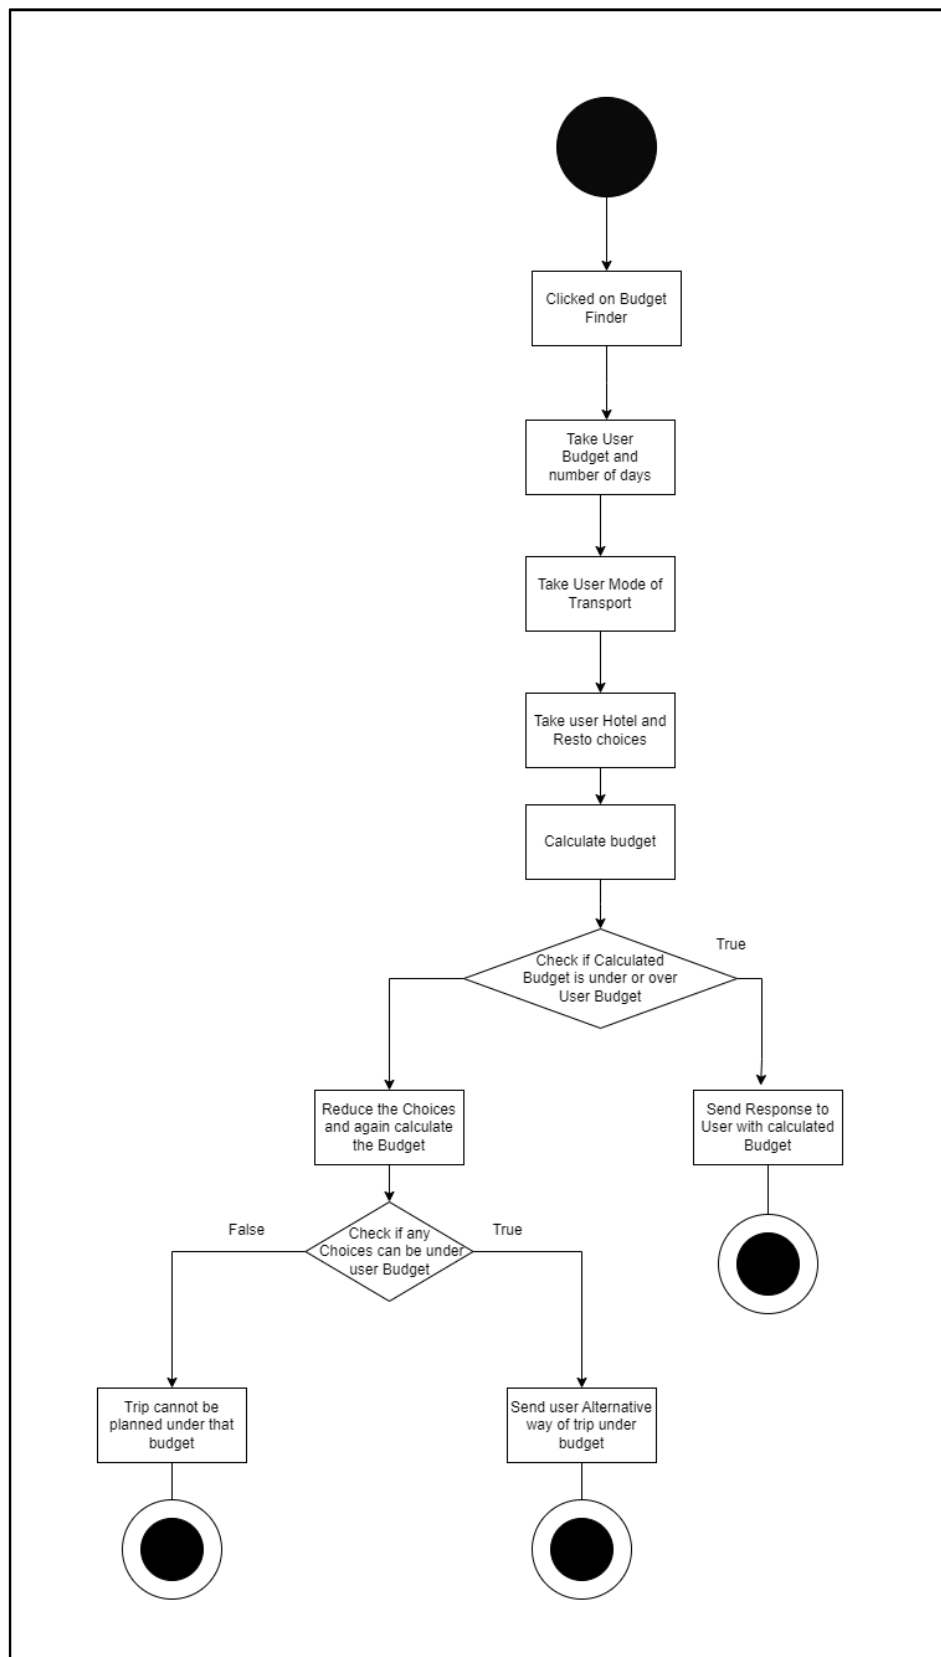 Clicked on Budget
Finder
Take User
Budget and
number of days
Take User Mode of
Transport
Take user Hotel and
Resto choices
Calculate budget
True
Check if Calculated
Budget is under or over
User Budget
Reduce the Choices
and again calculate
the Budget
Send Response to
User with calculated
Budget
False
True
Check if any
Choices can be under
user Budget
Trip cannot be
planned under that
budget
Send user Alternative
way of trip under
budget